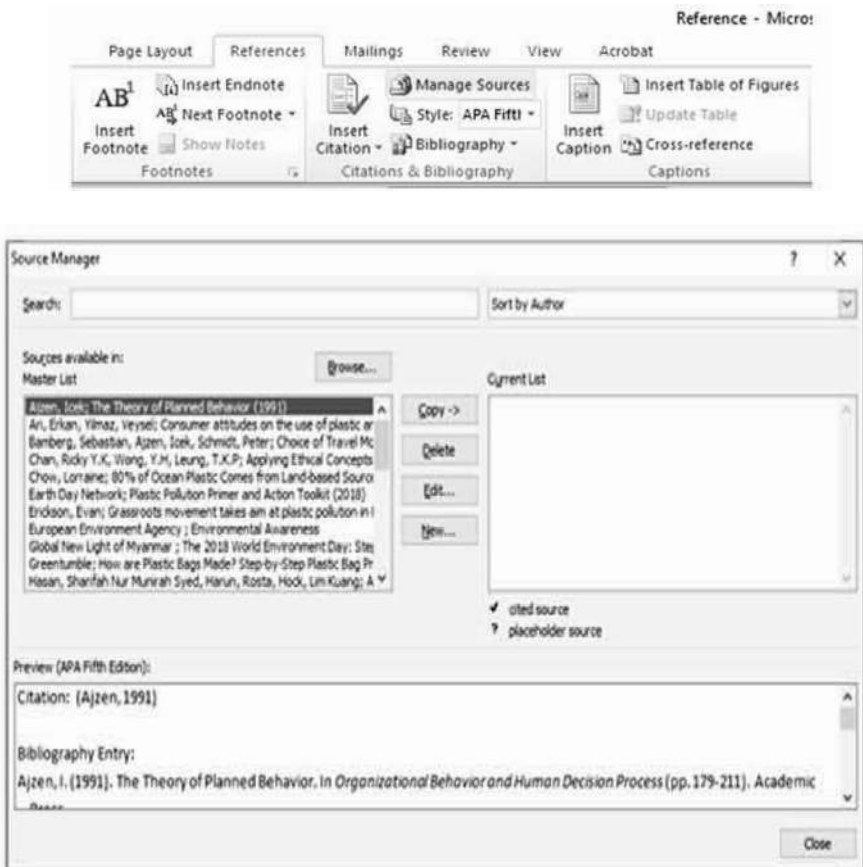 Reference - Micros
Page Layout References Mailings Review View Acrobat
AB¹ Insert Endnote Manage Sources Insert Table of Figures
AB¹ Next Footnote Style: APA Fiftl Update Table
Insert Footnote Show Notes Insert Citation Bibliography Insert Caption Cross-reference
Footnotes Citations & Bibliography Captions
Source Manager ? X
Search: Sort by Author
Sources available in: Browse...
Master List Current List
Ajzen, Icek; The Theory of Planned Behavior (1991) Copy ->
Ari, Erkan, Yilmaz, Veysel; Consumer attitudes on the use of plastic ar
Bamberg, Sebastian, Ajzen, Icek, Schmidt, Peter; Choice of Travel Mc
Chan, Ricky Y.K, Wong, Y.H, Leung, T.K.P; Applying Ethical Concepts Delete
Chow, Lorraine; 80% of Ocean Plastic Comes from Land-based Sourc
Earth Day Network; Plastic Pollution Primer and Action Toolkit (2018) Edit...
Erickson, Evan; Grassroots movement takes aim at plastic pollution in
European Environment Agency ; Environmental Awareness New...
Global New Light of Myanmar ; The 2018 World Environment Day: Step
Greentumble; How are Plastic Bags Made? Step-by-Step Plastic Bag Pr
Hasan, Sharifah Nur Munirah Syed, Harun, Rosta, Hock, Lim Kuang; A
✓ cited source
? placeholder source
Preview (APA Fifth Edition):
Citation: (Ajzen, 1991)
Bibliography Entry:
Ajzen, I. (1991). The Theory of Planned Behavior. In Organizational Behavior and Human Decision Process (pp. 179-211). Academic
Press
Close